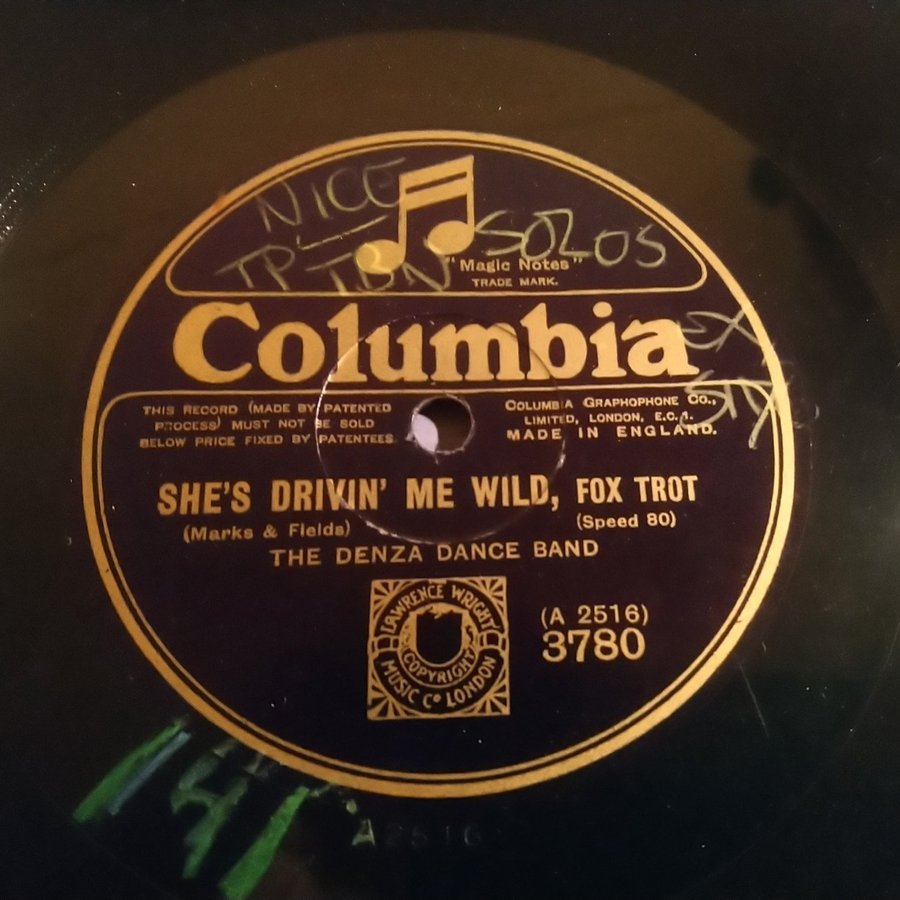 NICE
TP - TBN SOLOS
"Magic Notes"
TRADE MARK.
Columbia
THIS RECORD (MADE BY PATENTED
PROCESS) MUST NOT BE SOLD
BELOW PRICE FIXED BY PATENTEES.
COLUMBIA GRAPHOPHONE CO.,
LIMITED, LONDON, E.C.1.
MADE IN ENGLAND.
SHE'S DRIVIN' ME WILD, FOX TROT
(Marks & Fields)
(Speed 80)
THE DENZA DANCE BAND
LAWRENCE WRIGHT
COPYRIGHT
MUSIC Co LONDON
(A 2516)
3780
A2516